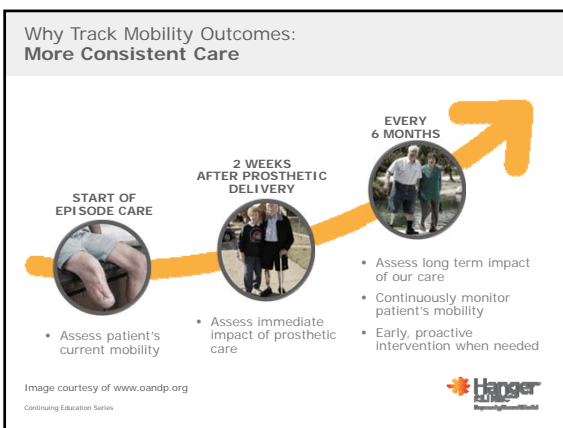 Why Track Mobility Outcomes:
More Consistent Care
START OF
EPISODE CARE
• Assess patient's
current mobility
2 WEEKS
AFTER PROSTHETIC
DELIVERY
• Assess immediate
impact of prosthetic
care
EVERY
6 MONTHS
• Assess long term impact
of our care
• Continuously monitor
patient's mobility
• Early, proactive
intervention when needed
Image courtesy of www.oandp.org
Continuing Education Series
Hanger
CLINIC